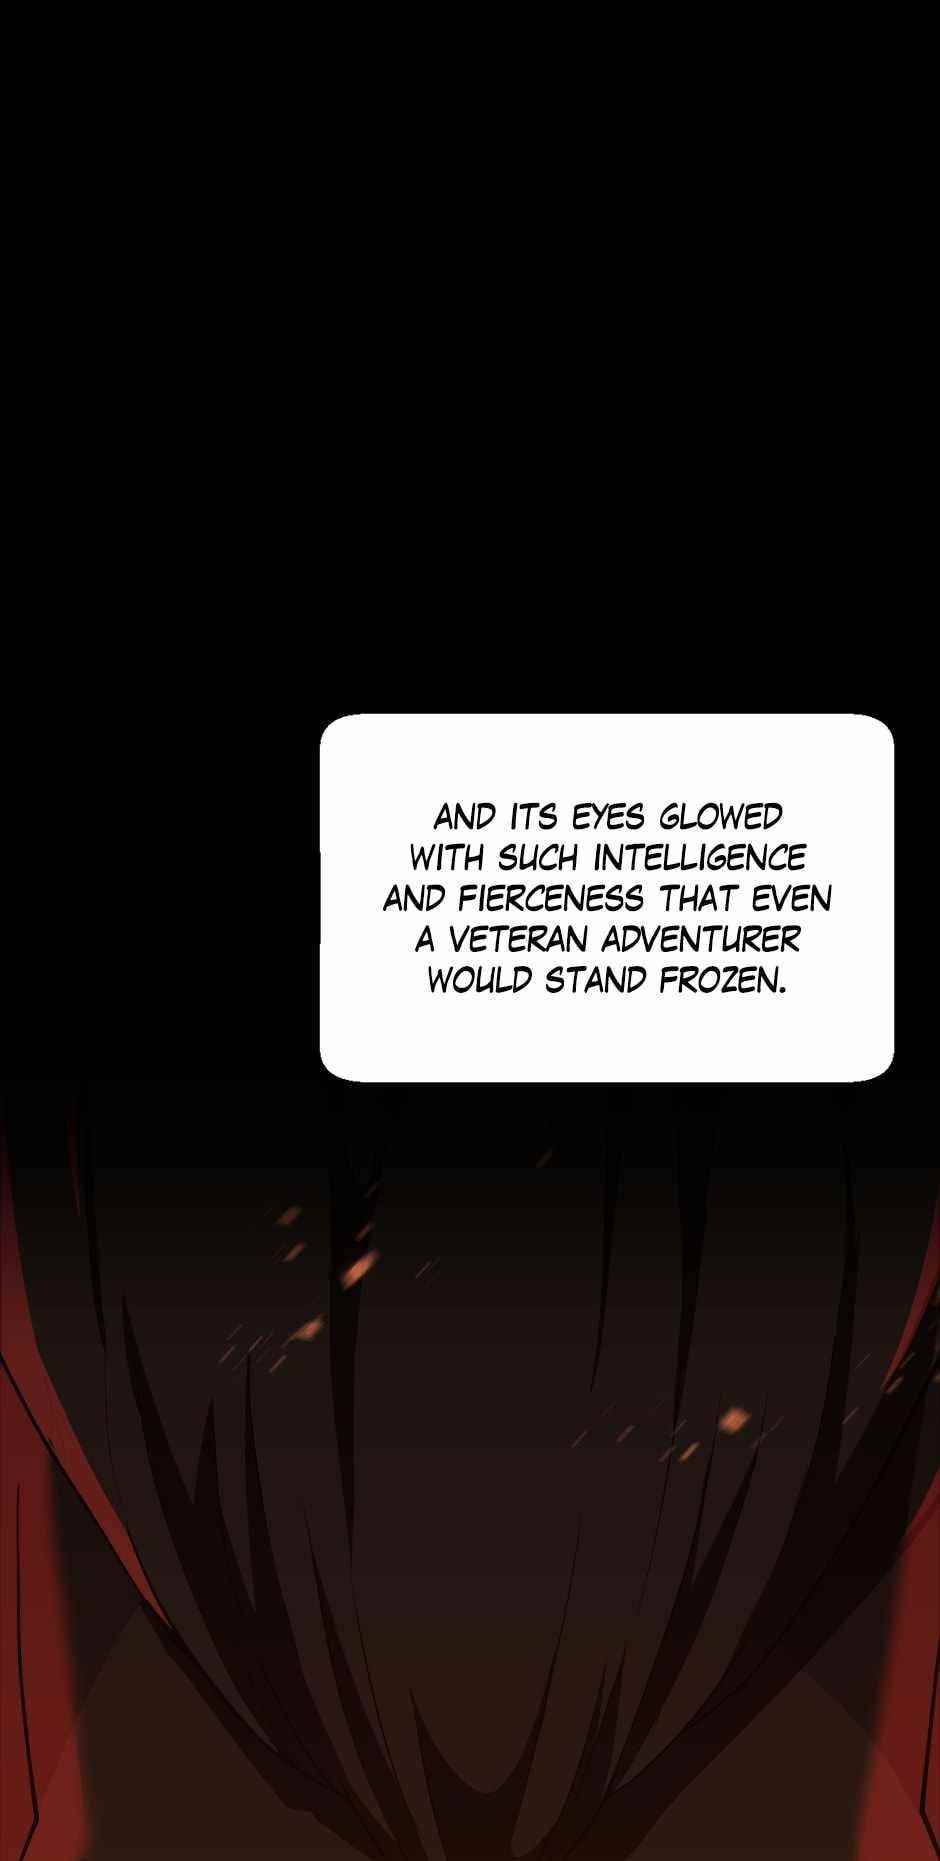 AND ITS EYES GLOWED
WITH SUCH INTELLIGENCE
AND FIERCENESS THAT EVEN
A VETERAN ADVENTURER
WOULD STAND FROZEN.